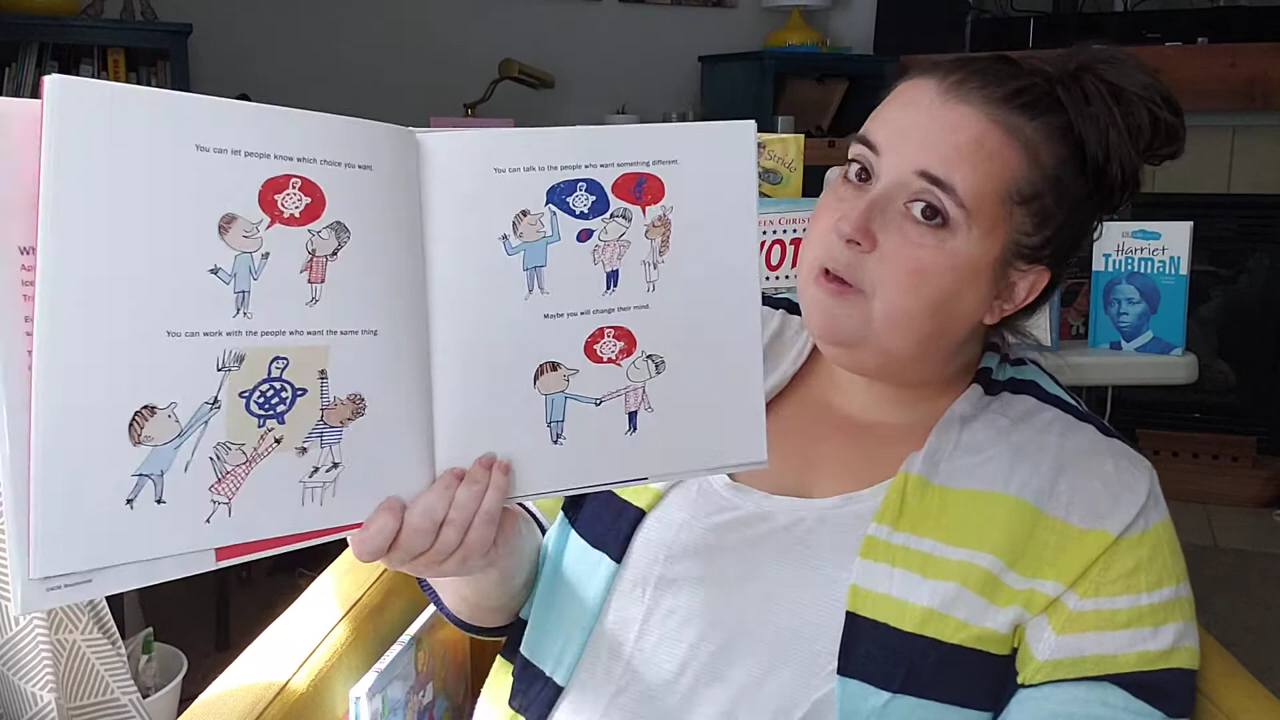 You can let people know which choice you want.
You can work with the people who want the same thing.
You can talk to the people who want something different.
Maybe you will change their mind.
Stride
VOT
Harriet
TUBMAN